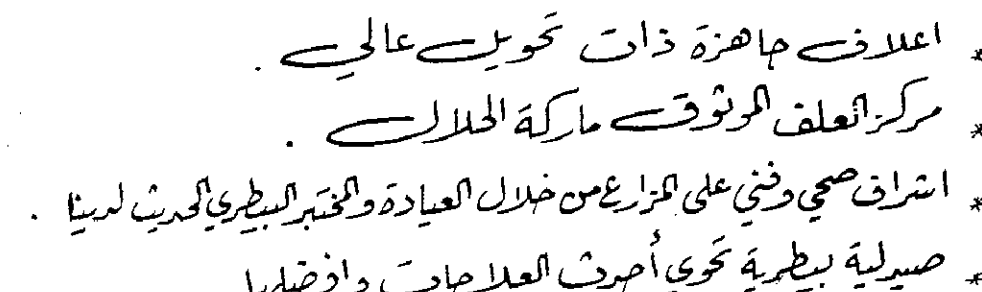 * اعلاف جاهزة ذات تحويل عالي .
* مركز العلف الموثوق ماركة الحلال .
* اشراف صحي وفني على المزارع من خلال العيادة والمختبر البيطري الحديث لدينا .
* صيدلية بيطرية تحوي أحدث العلاجات وافضلها